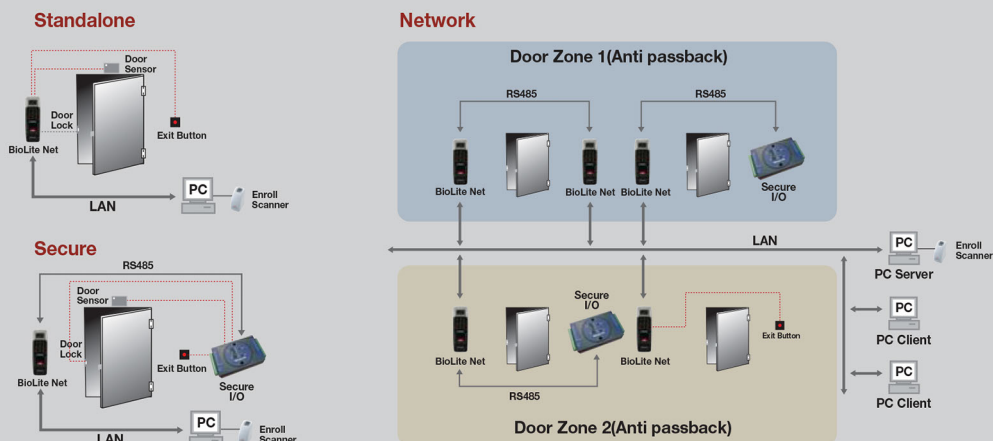 Standalone
Door
Sensor
Door
Lock
BioLite Net
Exit Button
PC
Enroll
Scanner
LAN
Secure
RS485
Door
Sensor
Door
Lock
BioLite Net
Exit Button
Secure
I/O
PC
Enroll
Scanner
LAN
Network
Door Zone 1(Anti passback)
RS485
RS485
BioLite Net
BioLite Net
BioLite Net
Secure
I/O
LAN
PC
Enroll
Scanner
PC Server
PC
PC Client
PC
PC Client
Secure
I/O
BioLite Net
BioLite Net
Exit Button
RS485
Door Zone 2(Anti passback)